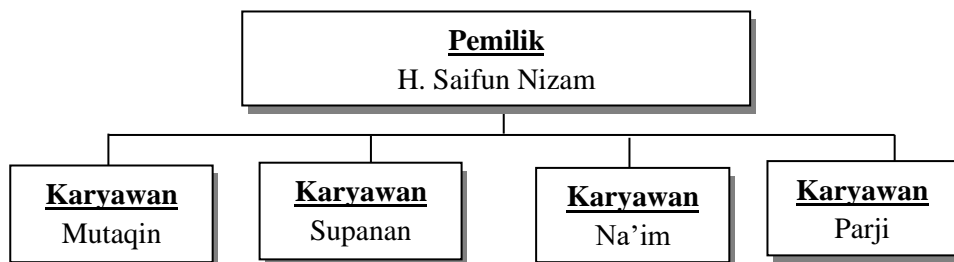 Pemilik
H. Saifun Nizam
Karyawan
Mutaqin
Karyawan
Supanan
Karyawan
Na’im
Karyawan
Parji